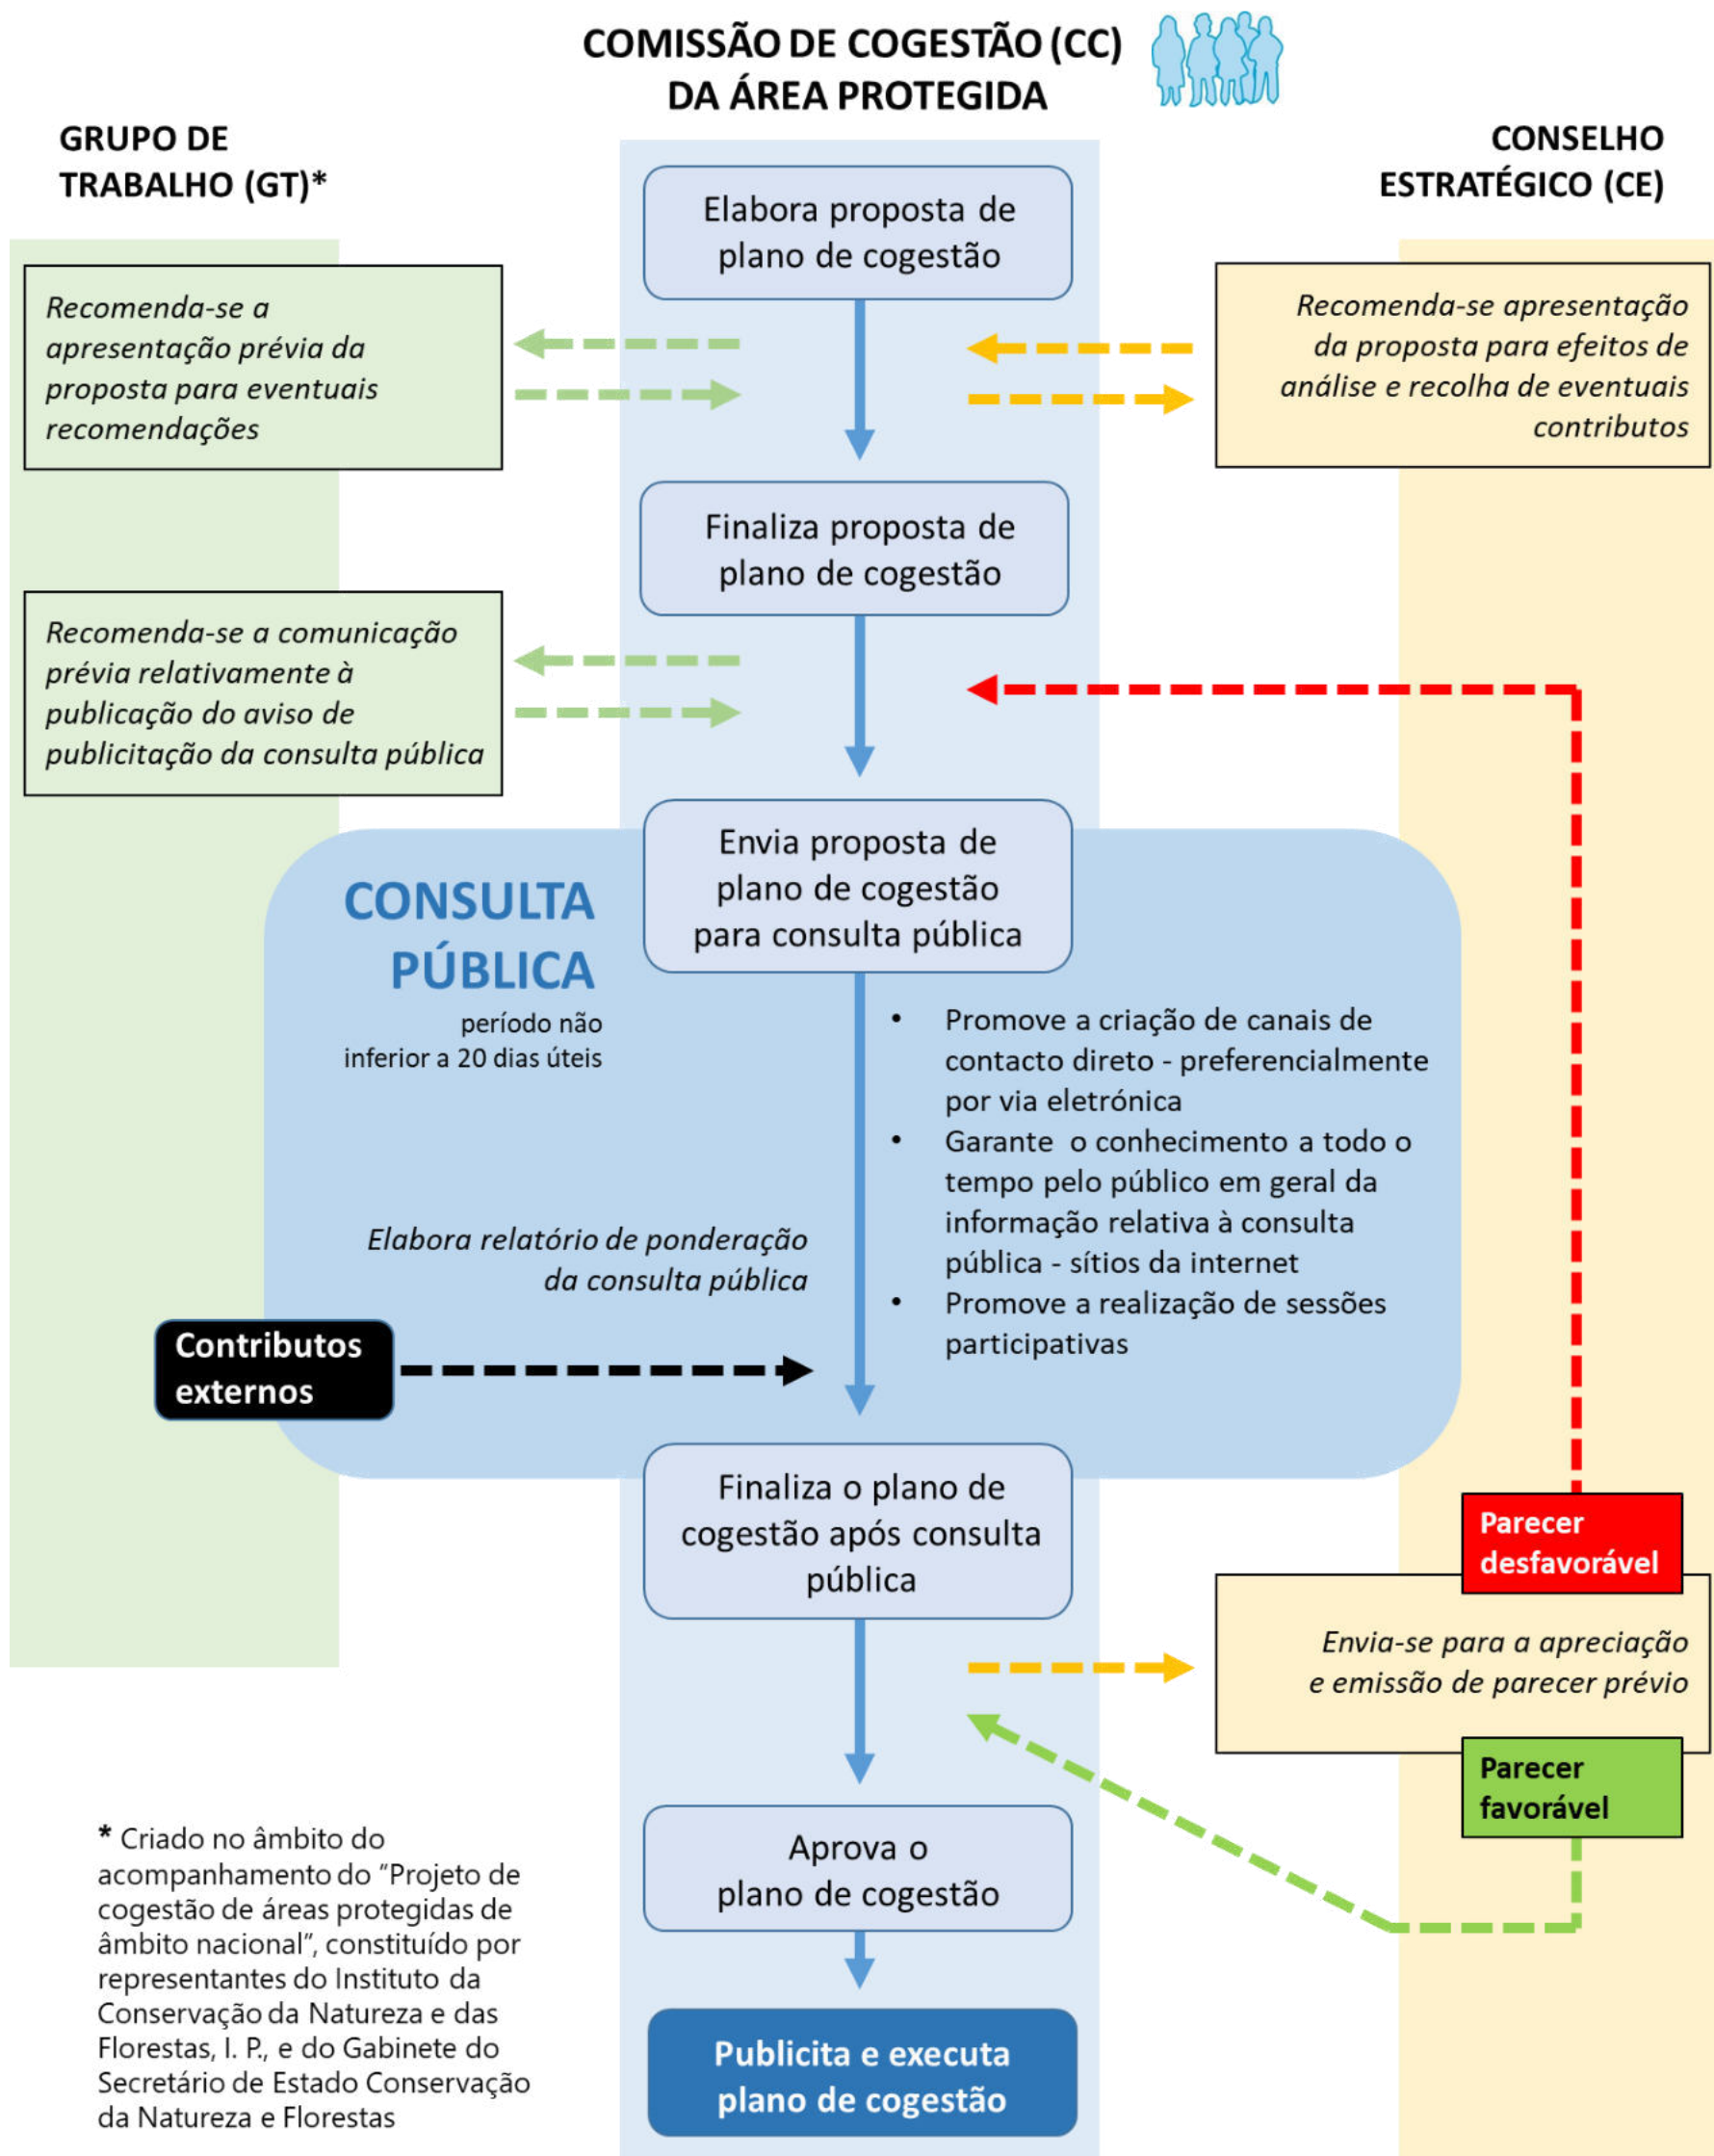 COMISSÃO DE COGESTÃO (CC)
DA ÁREA PROTEGIDA
GRUPO DE
TRABALHO (GT)*
CONSELHO
ESTRATÉGICO (CE)
Elabora proposta de
plano de cogestão
Recomenda-se a
apresentação prévia da
proposta para eventuais
recomendações
Recomenda-se apresentação
da proposta para efeitos de
análise e recolha de eventuais
contributos
Finaliza proposta de
plano de cogestão
Recomenda-se a comunicação
prévia relativamente à
publicação do aviso de
publicitação da consulta pública
Envia proposta de
plano de cogestão
para consulta pública
CONSULTA
PÚBLICA
período não
inferior a 20 dias úteis
• Promove a criação de canais de
contacto direto - preferencialmente
por via eletrónica
• Garante o conhecimento a todo o
tempo pelo público em geral da
informação relativa à consulta
pública - sítios da internet
• Promove a realização de sessões
participativas
Elabora relatório de ponderação
da consulta pública
Contributos
externos
Finaliza o plano de
cogestão após consulta
pública
Parecer
desfavorável
Envia-se para a apreciação
e emissão de parecer prévio
Parecer
favorável
Aprova o
plano de cogestão
Publicita e executa
plano de cogestão
* Criado no âmbito do
acompanhamento do “Projeto de
cogestão de áreas protegidas de
âmbito nacional”, constituído por
representantes do Instituto da
Conservação da Natureza e das
Florestas, I. P., e do Gabinete do
Secretário de Estado Conservação
da Natureza e Florestas